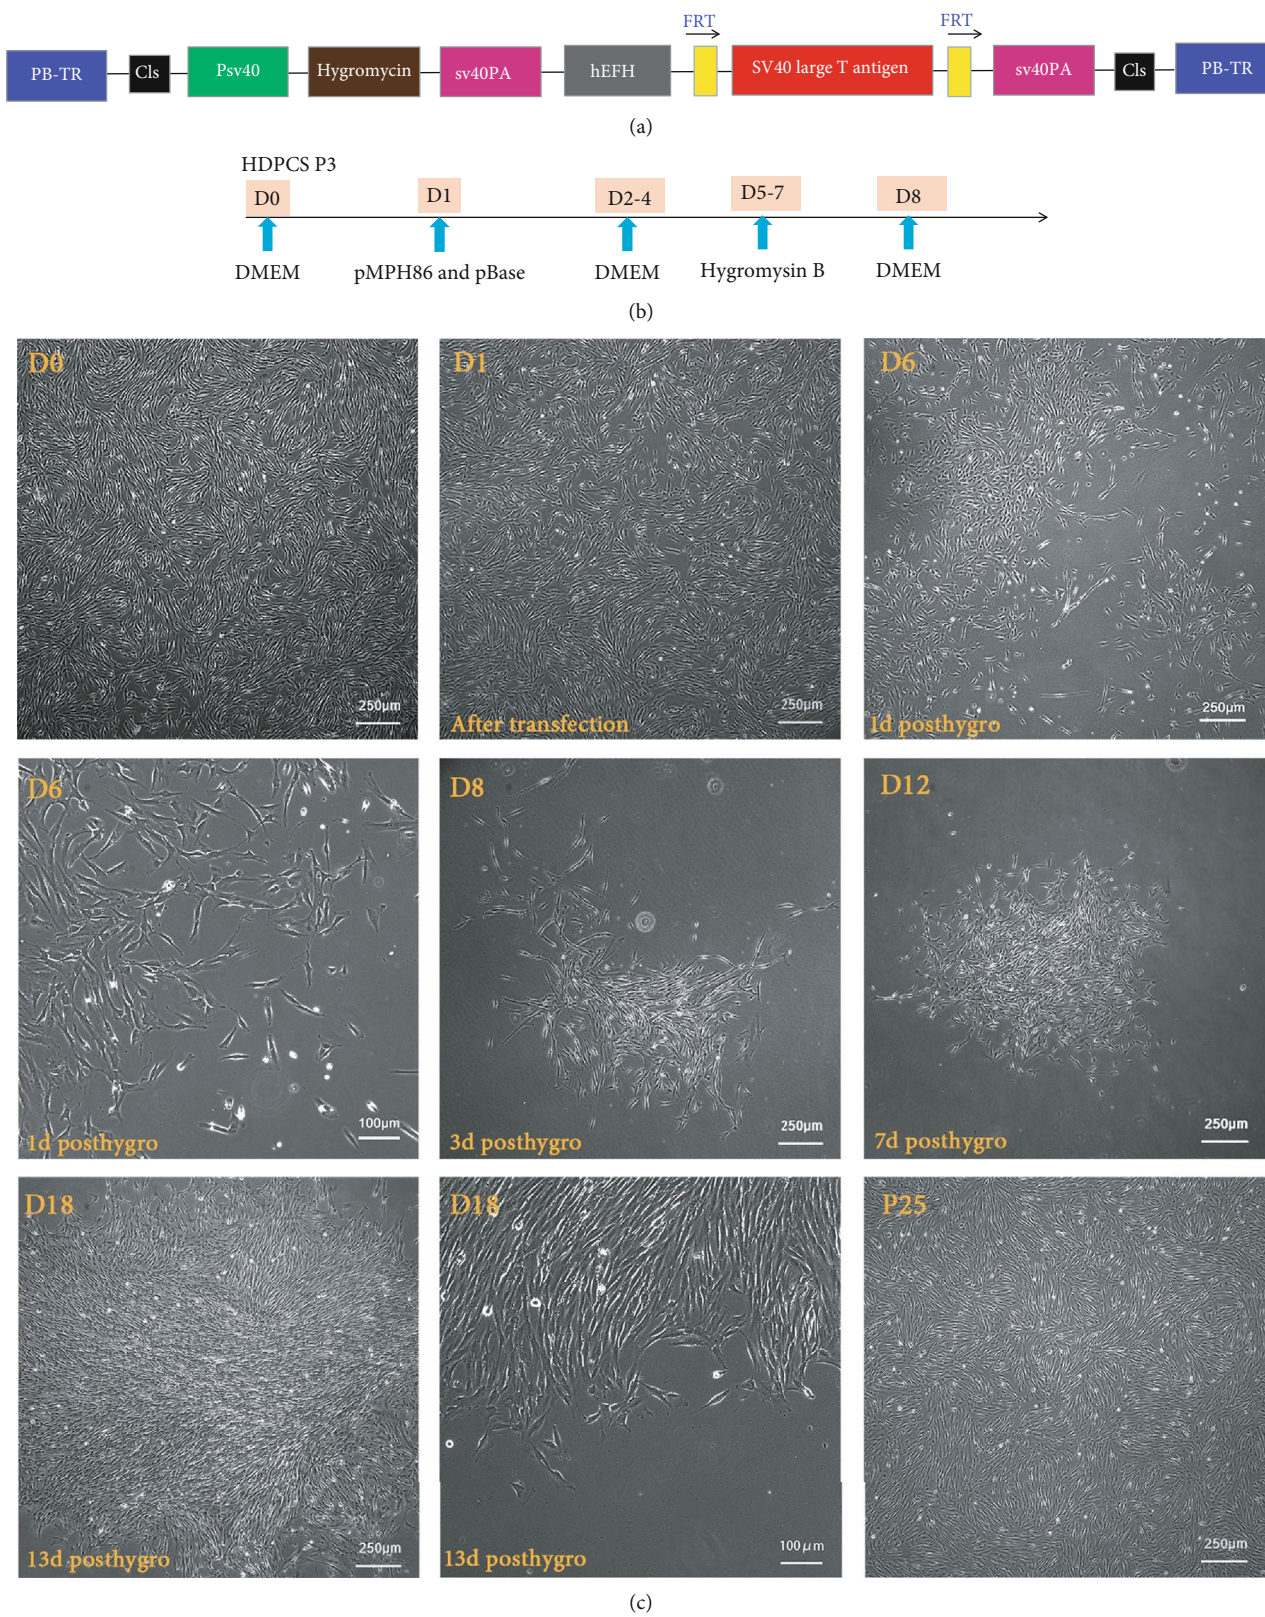 FRT FRT
PB-TR Cls Psv40 Hygromycin sv40PA hEFH SV40 large T antigen sv40PA Cls PB-TR
(a)
HDPCS P3
D0 D1 D2-4 D5-7 D8
DMEM pMPH86 and pBase DMEM Hygromysin B DMEM
(b)
D0
250μm
D1
After transfection
250μm
D6
1d posthygro
250μm
D6
1d posthygro
100μm
D8
3d posthygro
250μm
D12
7d posthygro
250μm
D18
13d posthygro
250μm
D18
13d posthygro
100μm
P25
250μm
(c)